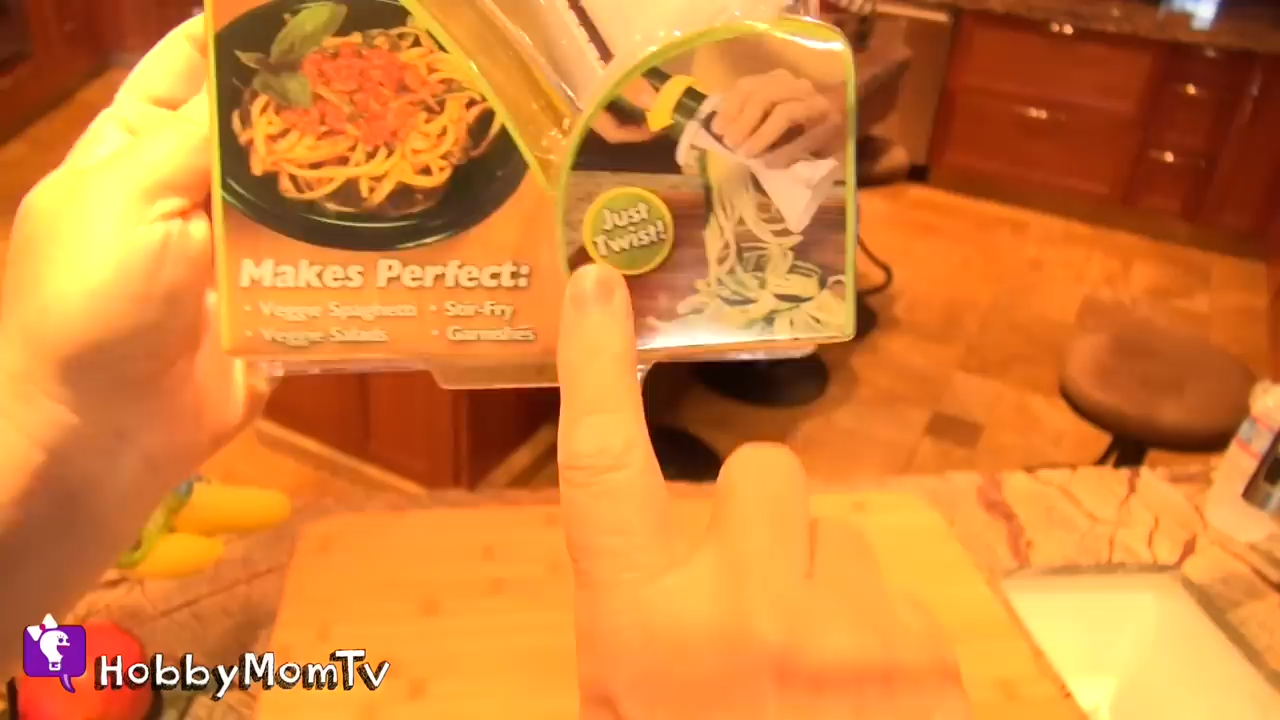 Just
Twist!
Makes Perfect:
• Veggie Spaghetti • Stir-Fry
• Veggie Salads • Garnishes
HobbyMomTv